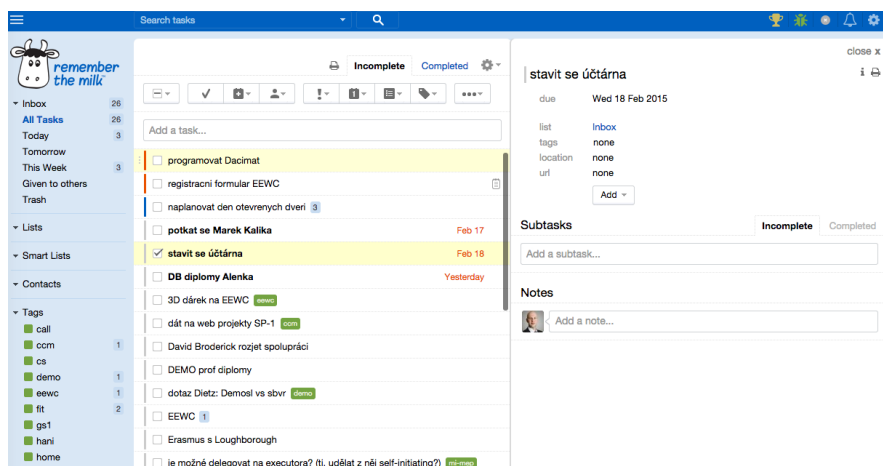 Search tasks
close x
remember
the milk
Inbox 26
All Tasks 26
Today 3
Tomorrow
This Week 3
Given to others
Trash
Lists
Smart Lists
Contacts
Tags
call
ccm 1
cs
demo 1
eewc 1
fit 2
gs1
hani
home
Incomplete Completed
Add a task...
programovat Dacimat
registracni formular EEWC
naplanovat den otevrenych dveri 3
potkat se Marek Kalika Feb 17
stavit se účtárna Feb 18
DB diplomy Alenka Yesterday
3D dárek na EEWC eewc
dát na web projekty SP-1 ccm
David Broderick rozjet spolupráci
DEMO prof diplomy
dotaz Dietz: Demosl vs sbvr demo
EEWC 1
Erasmus s Loughborough
je možné delegovat na executora? (tj. udělat z něj self-initiating?) mi-mep
stavit se účtárna
due Wed 18 Feb 2015
list Inbox
tags none
location none
url none
Add
Subtasks Incomplete Completed
Add a subtask...
Notes
Add a note...